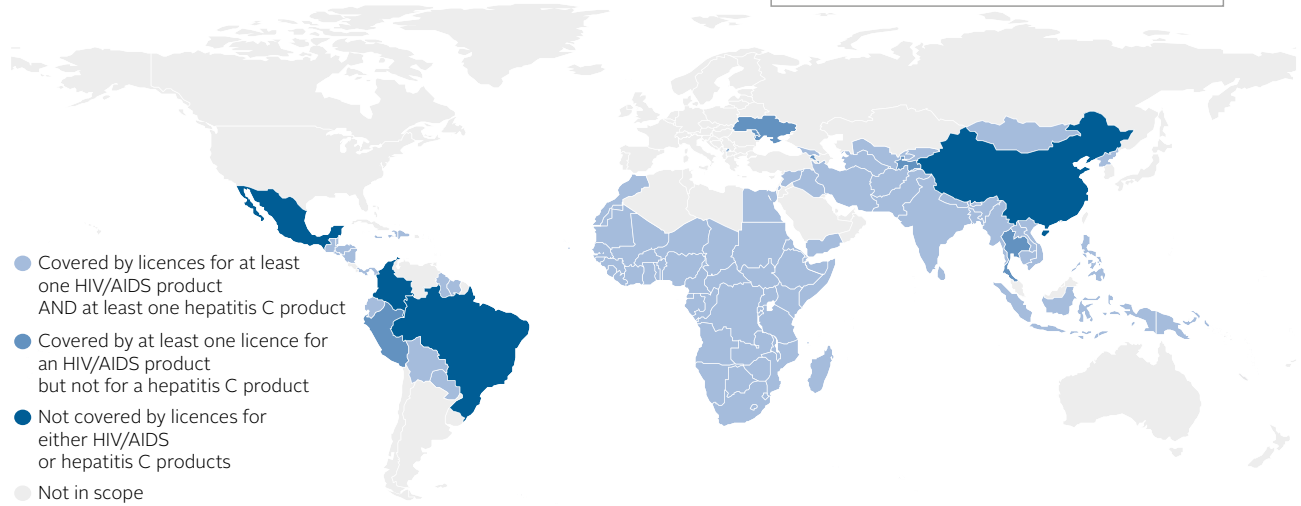 Covered by licences for at least
one HIV/AIDS product
AND at least one hepatitis C product
Covered by at least one licence for
an HIV/AIDS product
but not for a hepatitis C product
Not covered by licences for
either HIV/AIDS
or hepatitis C products
Not in scope